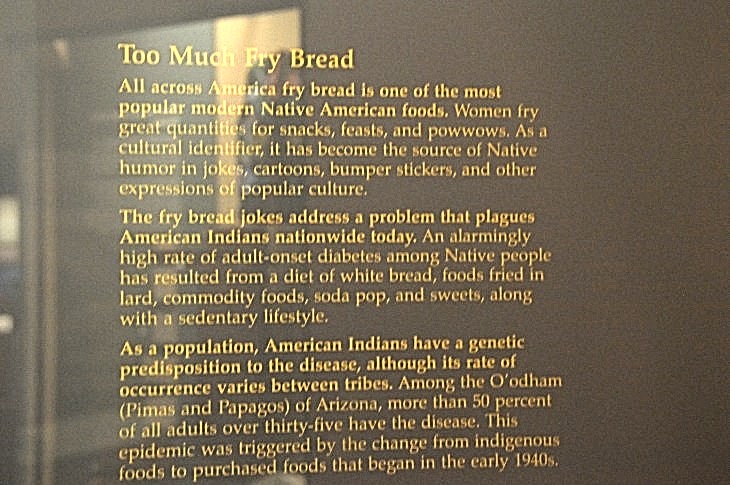 Too Much Fry Bread
All across America fry bread is one of the most
popular modern Native American foods. Women fry
great quantities for snacks, feasts, and powwows. As a
cultural identifier, it has become the source of Native
humor in jokes, cartoons, bumper stickers, and other
expressions of popular culture.
The fry bread jokes address a problem that plagues
American Indians nationwide today. An alarmingly
high rate of adult-onset diabetes among Native people
has resulted from a diet of white bread, foods fried in
lard, commodity foods, soda pop, and sweets, along
with a sedentary lifestyle.
As a population, American Indians have a genetic
predisposition to the disease, although its rate of
occurrence varies between tribes. Among the O'odham
(Pimas and Papagos) of Arizona, more than 50 percent
of all adults over thirty-five have the disease. This
epidemic was triggered by the change from indigenous
foods to purchased foods that began in the early 1940s.